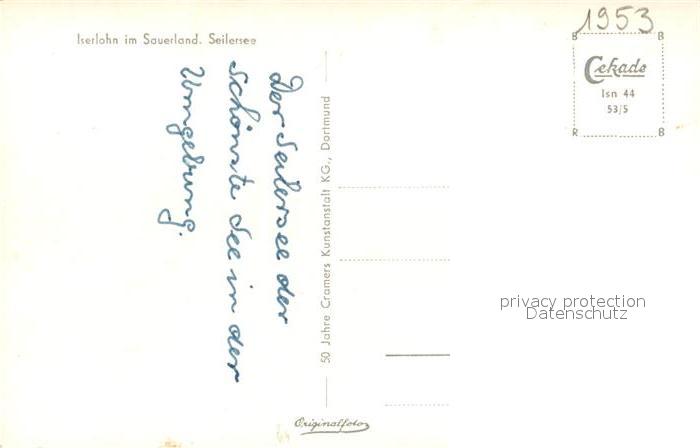 1953
Iserlohn im Sauerland. Seilersee
B B
Cekade
Isn 44
53/5
R B
Der Seilersee der
schönste See in der
Umgebung.
50 Jahre Cramers Kunstanstalt KG., Dortmund
privacy protection
Datenschutz
Originalfoto